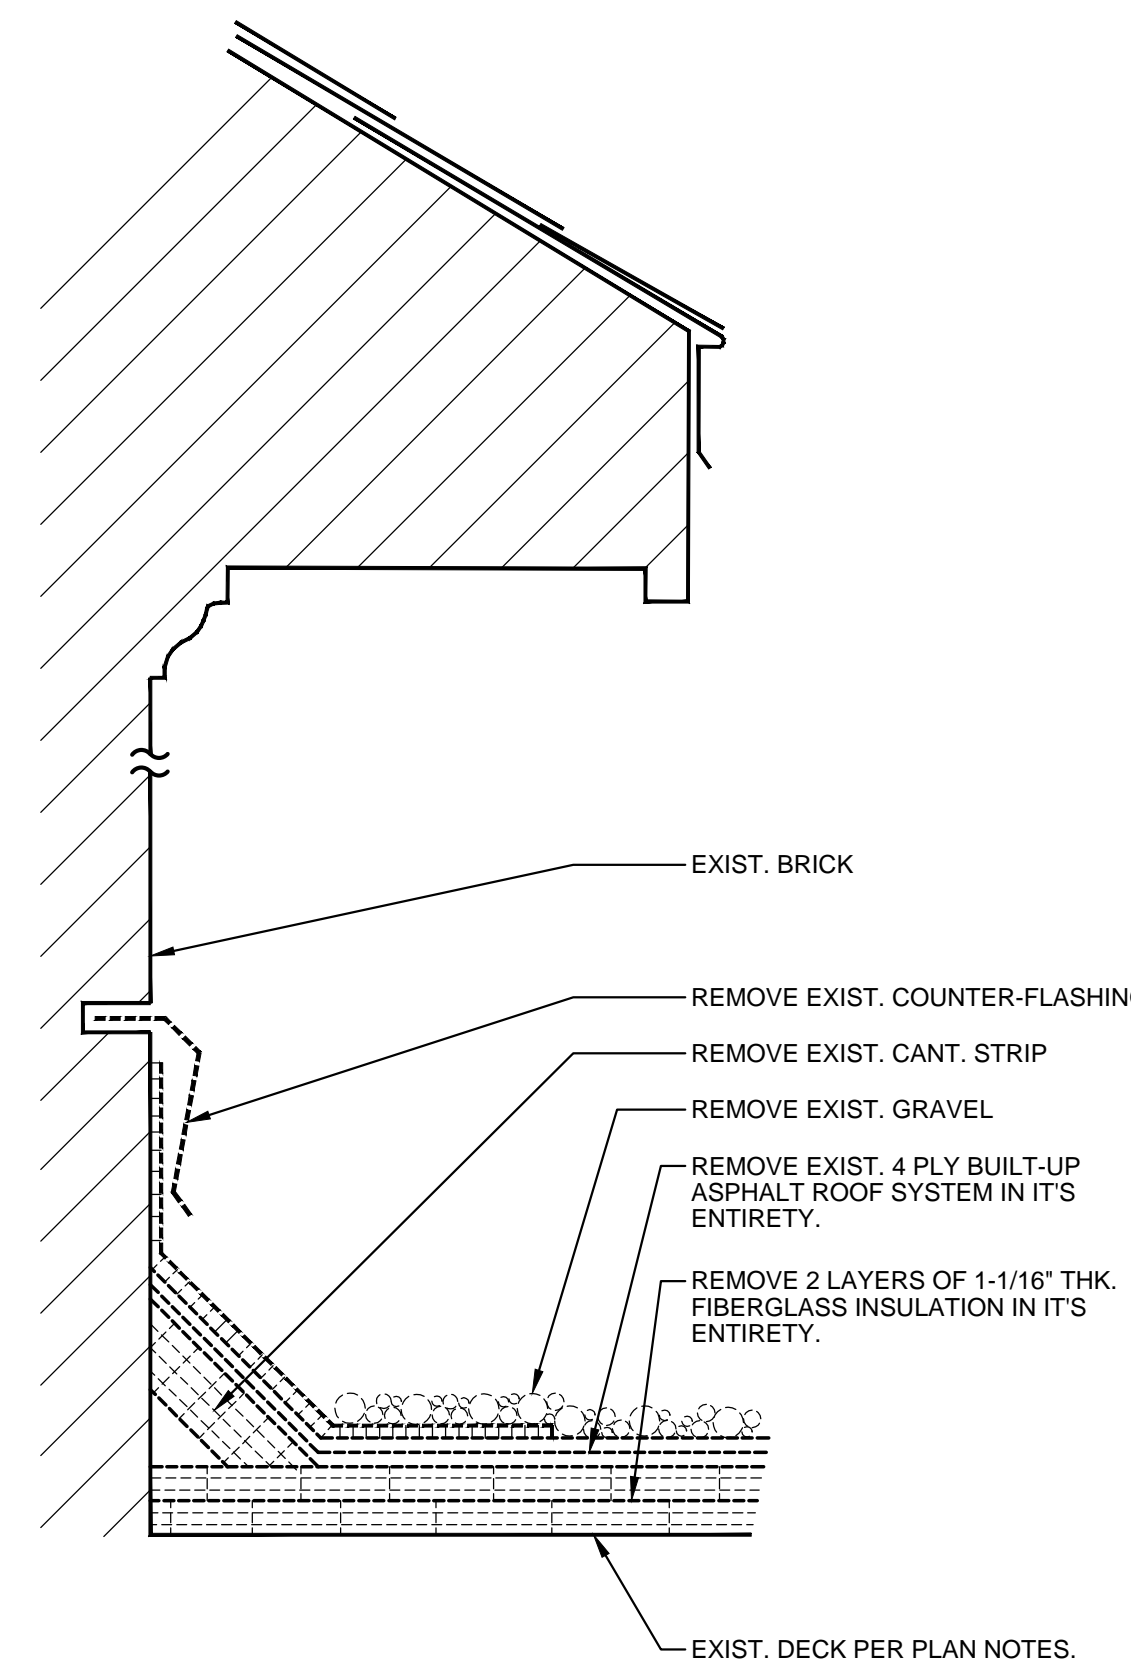 EXIST. BRICK
REMOVE EXIST. COUNTER-FLASHING
REMOVE EXIST. CANT. STRIP
REMOVE EXIST. GRAVEL
REMOVE EXIST. 4 PLY BUILT-UP
ASPHALT ROOF SYSTEM IN IT'S
ENTIRETY.
REMOVE 2 LAYERS OF 1-1/16" THK.
FIBERGLASS INSULATION IN IT'S
ENTIRETY.
EXIST. DECK PER PLAN NOTES.